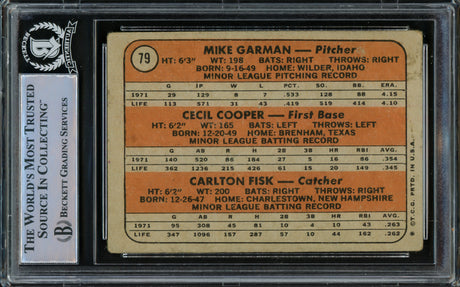 BECKETT
AUTHENTICATION
THE WORLD'S MOST TRUSTED
SOURCE IN COLLECTING™
BECKETT GRADING SERVICES
79
MIKE GARMAN — Pitcher
HT: 6'3" WT: 198 BATS: RIGHT THROWS: RIGHT
BORN: 9-16-49 HOME: WILDER, IDAHO
MINOR LEAGUE PITCHING RECORD
G IP W L PCT. SO. BB ERA.
1971 29 129 8 7 .533 88 4.15
LIFE 113 571 31 43 .419 519 414 4.10
CECIL COOPER — First Base
HT: 6'2" WT: 165 BATS: LEFT THROWS: LEFT
BORN: 12-20-49 HOME: BRENHAM, TEXAS
MINOR LEAGUE BATTING RECORD
G AB R H 2B 3B HR RBI AVG.
1971 140 520 86 27 5 16 86 .354
LIFE 362 1236 215 426 61 15 20 149 .345
CARLTON FISK — Catcher
HT: 6'2" WT: 200 BATS: RIGHT THROWS: RIGHT
BORN: 12-26-47 HOME: CHARLESTOWN, NEW HAMPSHIRE
MINOR LEAGUE BATTING RECORD
G AB R H 2B 3B HR RBI AVG.
1971 95 308 45 81 10 4 10 43 .263
LIFE 347 1096 157 287 57 10 42 .262
© T.C.G. PRTD. IN U.S.A.